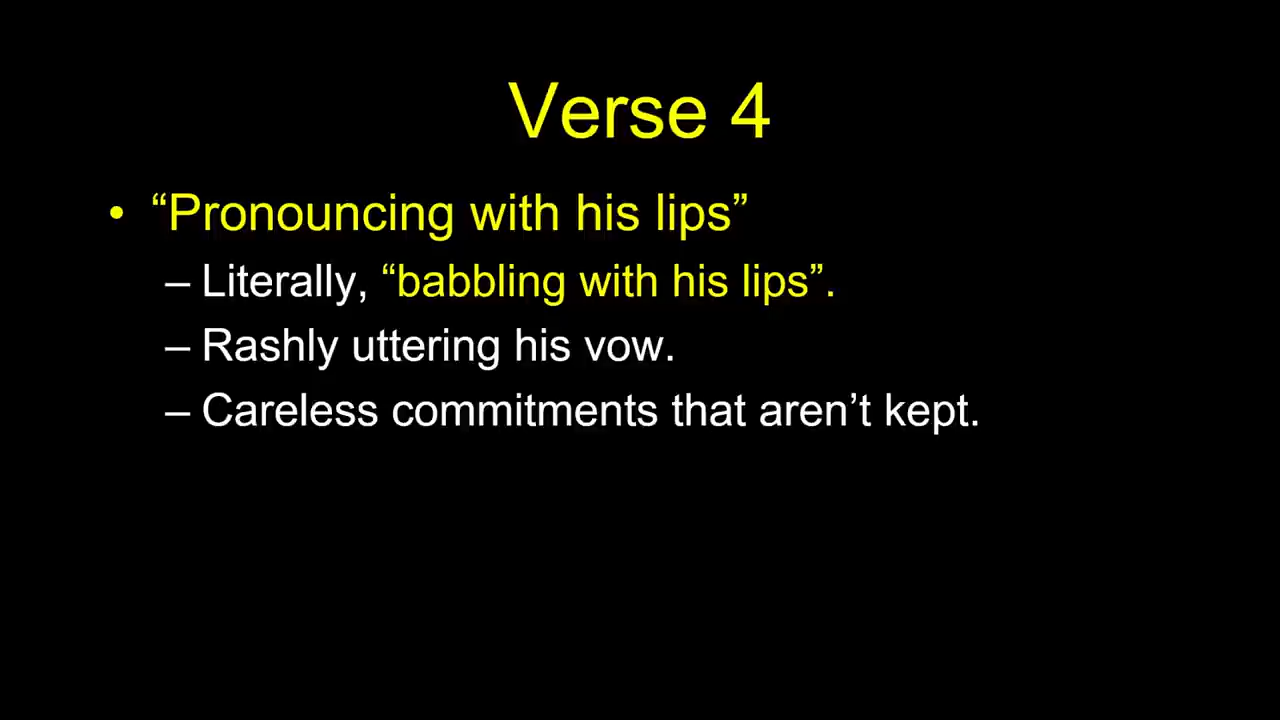 Verse 4
• “Pronouncing with his lips”
– Literally, “babbling with his lips”.
– Rashly uttering his vow.
– Careless commitments that aren’t kept.